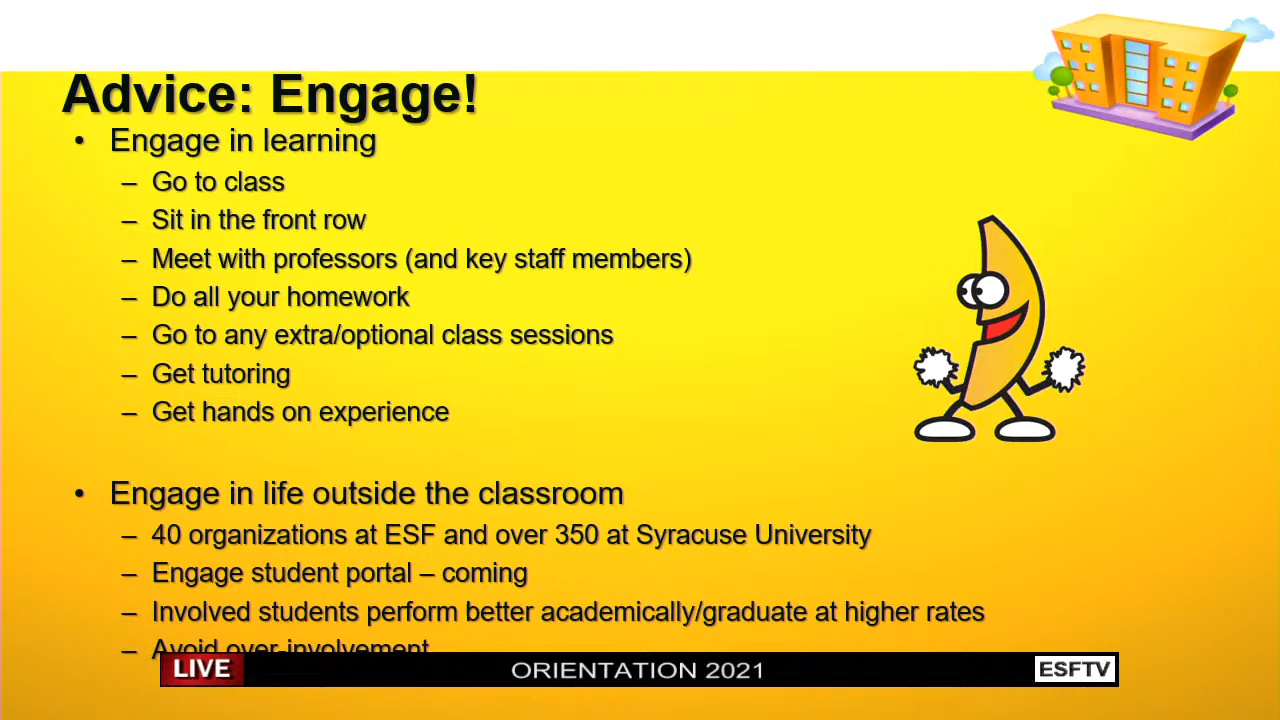 Advice: Engage!
• Engage in learning
– Go to class
– Sit in the front row
– Meet with professors (and key staff members)
– Do all your homework
– Go to any extra/optional class sessions
– Get tutoring
– Get hands on experience
• Engage in life outside the classroom
– 40 organizations at ESF and over 350 at Syracuse University
– Engage student portal – coming
– Involved students perform better academically/graduate at higher rates
– Avoid over-involvement
LIVE ORIENTATION 2021 ESFTV